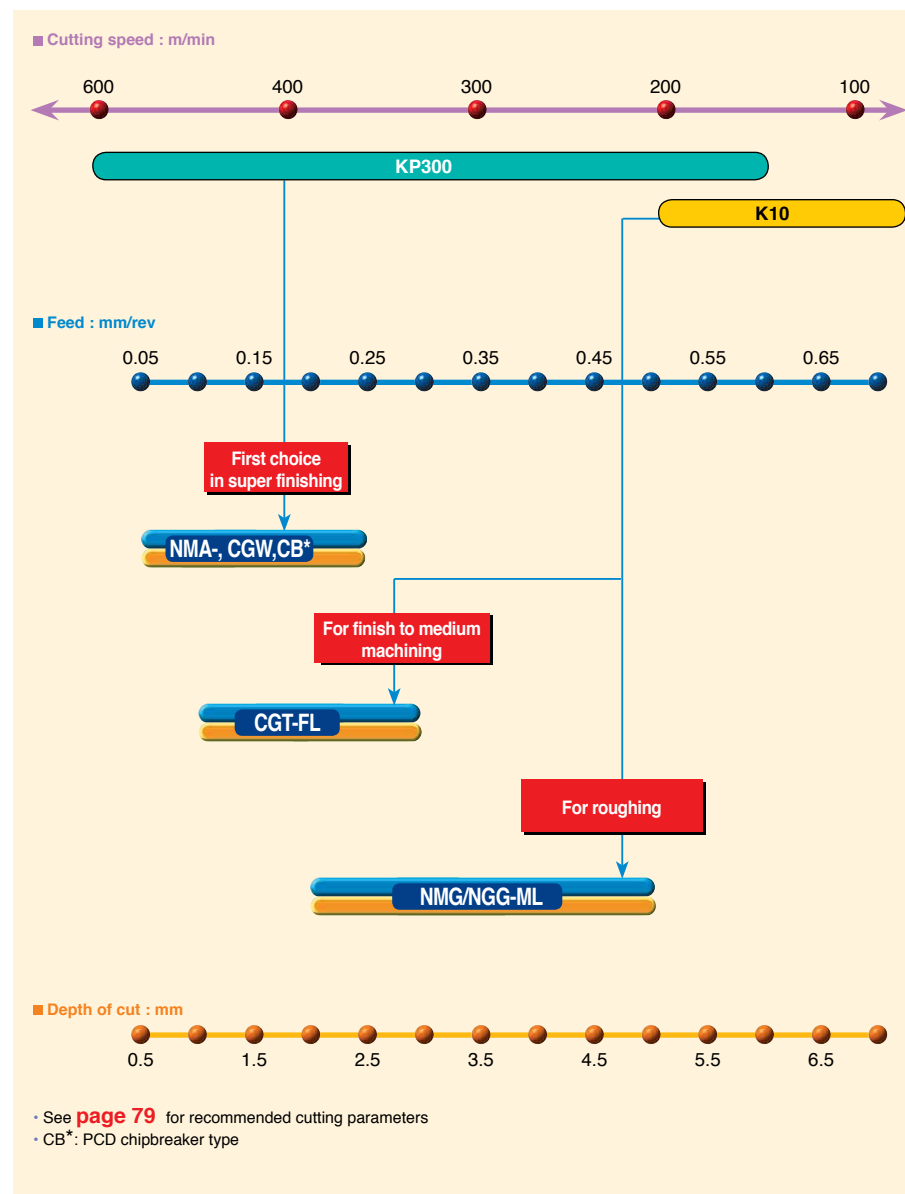 Cutting speed : m/min
600 400 300 200 100
KP300
K10
Feed : mm/rev
0.05 0.15 0.25 0.35 0.45 0.55 0.65
First choice
in super finishing
NMA-, CGW,CB*
For finish to medium
machining
CGT-FL
For roughing
NMG/NGG-ML
Depth of cut : mm
0.5 1.5 2.5 3.5 4.5 5.5 6.5
• See page 79 for recommended cutting parameters
• CB*: PCD chipbreaker type